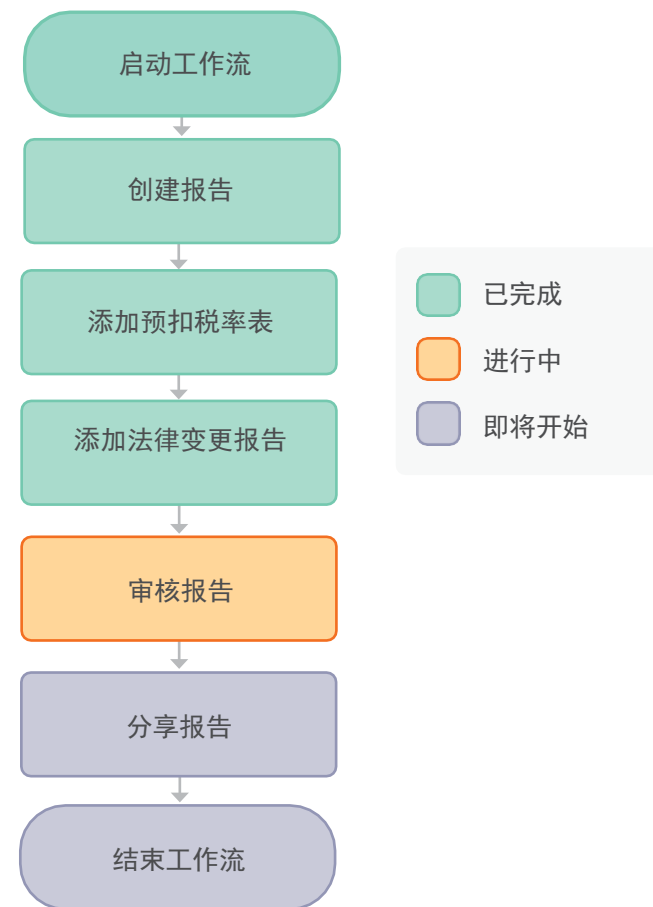 启动工作流
创建报告
添加预扣税率表
添加法律变更报告
审核报告
分享报告
结束工作流
已完成
进行中
即将开始